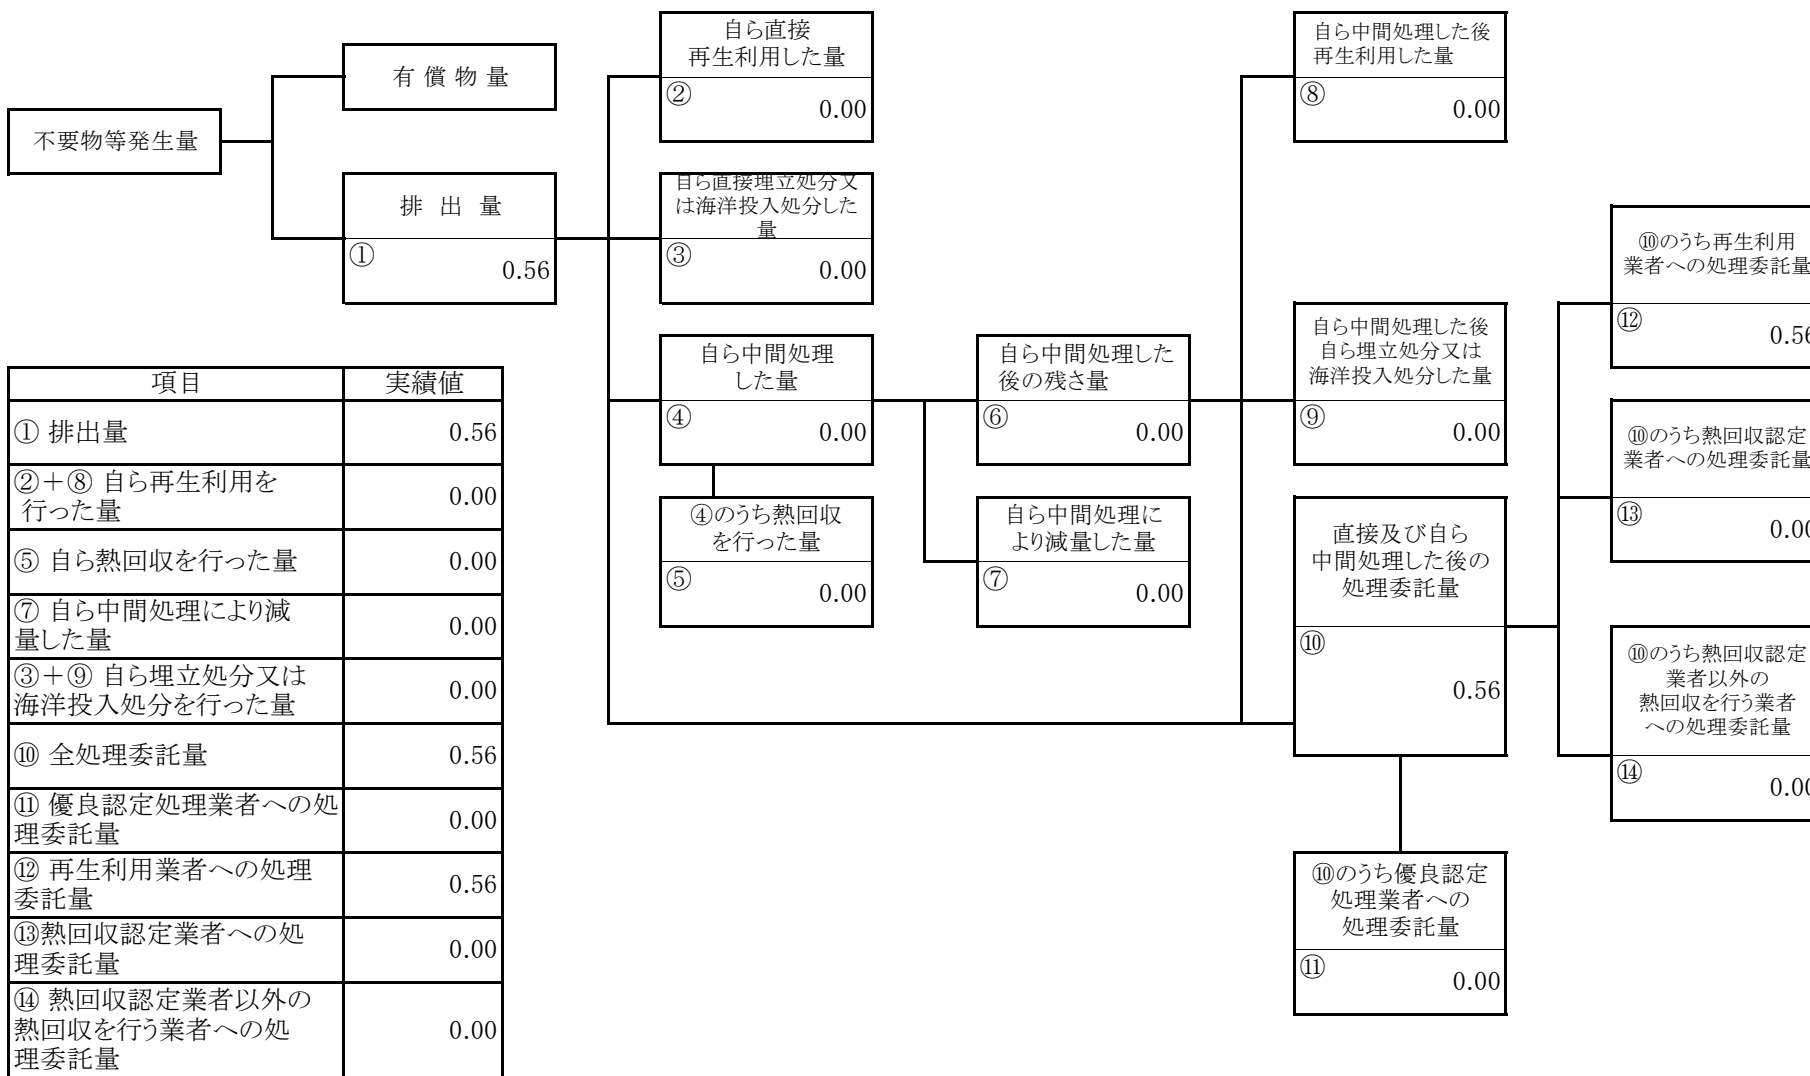 不要物等発生量
有 償 物 量
排 出 量
①
0.56
自ら直接
再生利用した量
②
0.00
自ら直接埋立処分又
は海洋投入処分した
量
③
0.00
自ら中間処理
した量
④
0.00
④のうち熱回収
を行った量
⑤
0.00
自ら中間処理した
後の残さ量
⑥
0.00
自ら中間処理に
より減量した量
⑦
0.00
自ら中間処理した後
再生利用した量
⑧
0.00
自ら中間処理した後
自ら埋立処分又は
海洋投入処分した量
⑨
0.00
直接及び自ら
中間処理した後の
処理委託量
⑩
0.56
⑩のうち優良認定
処理業者への
処理委託量
⑪
0.00
⑩のうち再生利用
業者への処理委託量
⑫
0.56
⑩のうち熱回収認定
業者への処理委託量
⑬
0.00
⑩のうち熱回収認定
業者以外の
熱回収を行う業者
への処理委託量
⑭
0.00
項目 実績値
① 排出量 0.56
②+⑧ 自ら再生利用を
行った量 0.00
⑤ 自ら熱回収を行った量 0.00
⑦ 自ら中間処理により減
量した量 0.00
③+⑨ 自ら埋立処分又は
海洋投入処分を行った量 0.00
⑩ 全処理委託量 0.56
⑪ 優良認定処理業者への処
理委託量 0.00
⑫ 再生利用業者への処理
委託量 0.56
⑬熱回収認定業者への処
理委託量 0.00
⑭ 熱回収認定業者以外の
熱回収を行う業者への処
理委託量 0.00